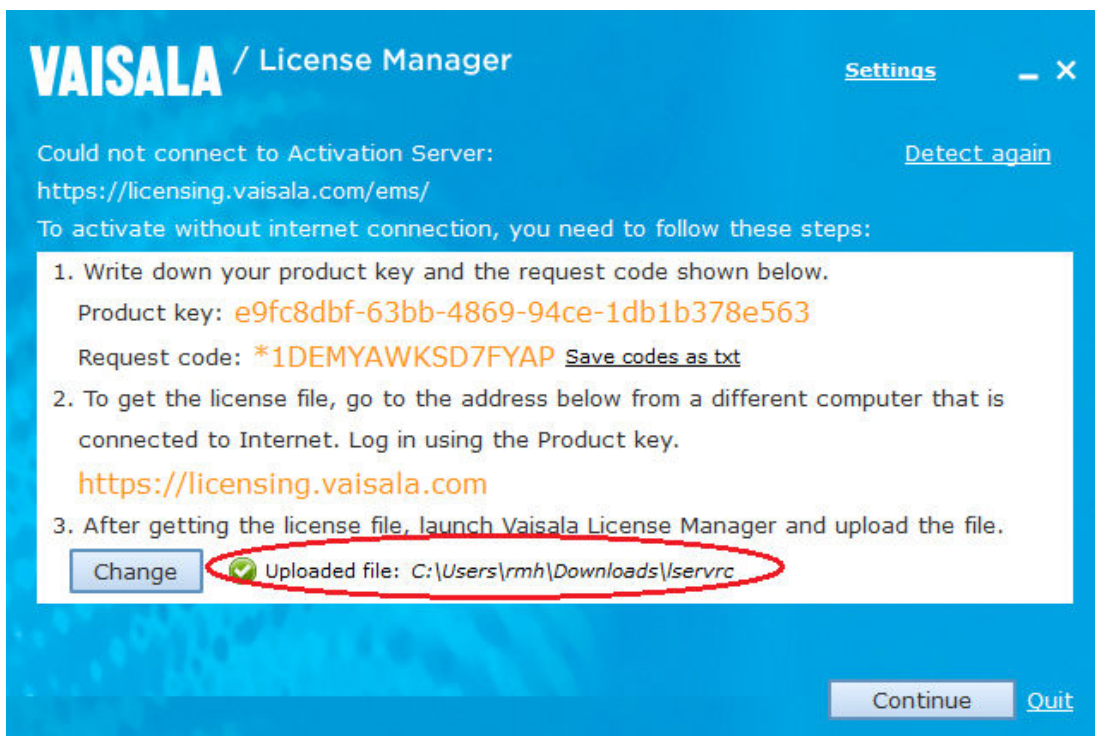 VAISALA / License Manager
Settings
Could not connect to Activation Server:
Detect again
https://licensing.vaisala.com/ems/
To activate without internet connection, you need to follow these steps:
1. Write down your product key and the request code shown below.
Product key: e9fc8dbf-63bb-4869-94ce-1db1b378e563
Request code: *1DEMYAWKSD7FYAP Save codes as txt
2. To get the license file, go to the address below from a different computer that is
connected to Internet. Log in using the Product key.
https://licensing.vaisala.com
3. After getting the license file, launch Vaisala License Manager and upload the file.
Change Uploaded file: C:\Users\rmh\Downloads\lservrc
Continue Quit